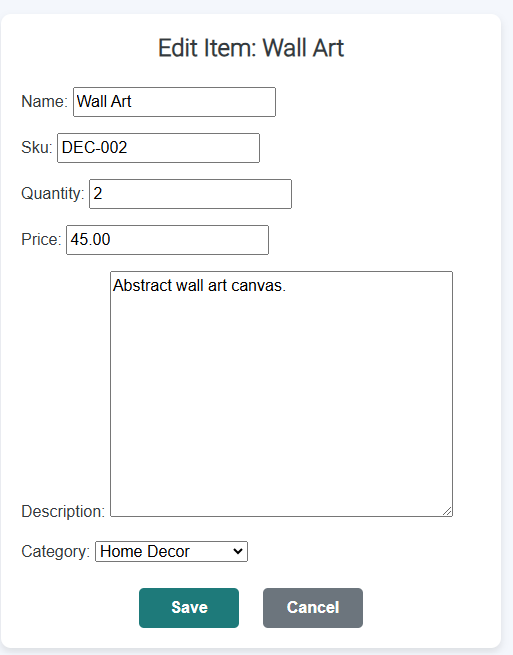 Edit Item: Wall Art
Name: Wall Art
Sku: DEC-002
Quantity: 2
Price: 45.00
Abstract wall art canvas.
Description:
Category: Home Decor
Save Cancel